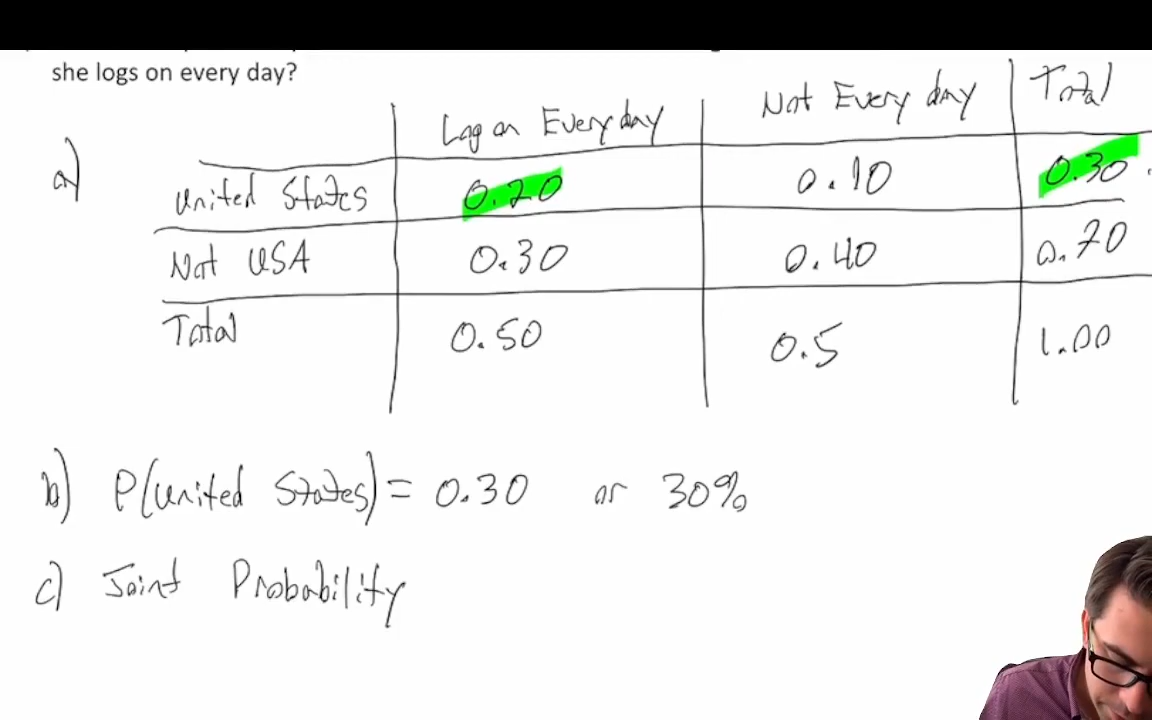 she logs on every day?
Log on Everyday Not Every day Total
a) United States 0.20 0.10 0.30
Not USA 0.30 0.40 0.70
Total 0.50 0.5 1.00
b) P(United States) = 0.30 or 30%
c) Joint Probability